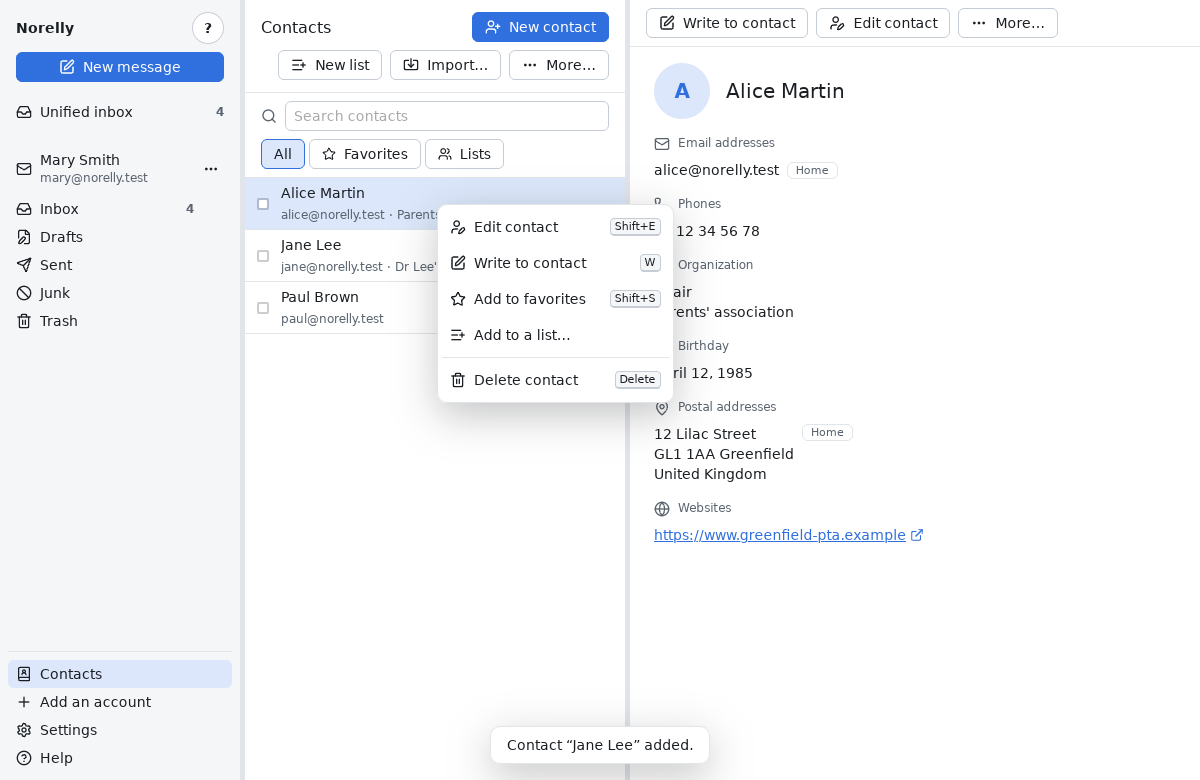 Norelly
?
New message
Unified inbox 4
Mary Smith
mary@norelly.test
Inbox 4
Drafts
Sent
Junk
Trash
Contacts
Add an account
Settings
Help
Contacts
New contact
New list
Import...
More...
Search contacts
All
Favorites
Lists
Alice Martin
alice@norelly.test · Parents
Jane Lee
jane@norelly.test · Dr Lee'
Paul Brown
paul@norelly.test
Edit contact Shift+E
Write to contact W
Add to favorites Shift+S
Add to a list...
Delete contact Delete
Write to contact
Edit contact
More...
A
Alice Martin
Email addresses
alice@norelly.test Home
Phones
12 34 56 78
Organization
air
rents' association
Birthday
ril 12, 1985
Postal addresses
12 Lilac Street Home
GL1 1AA Greenfield
United Kingdom
Websites
https://www.greenfield-pta.example
Contact “Jane Lee” added.